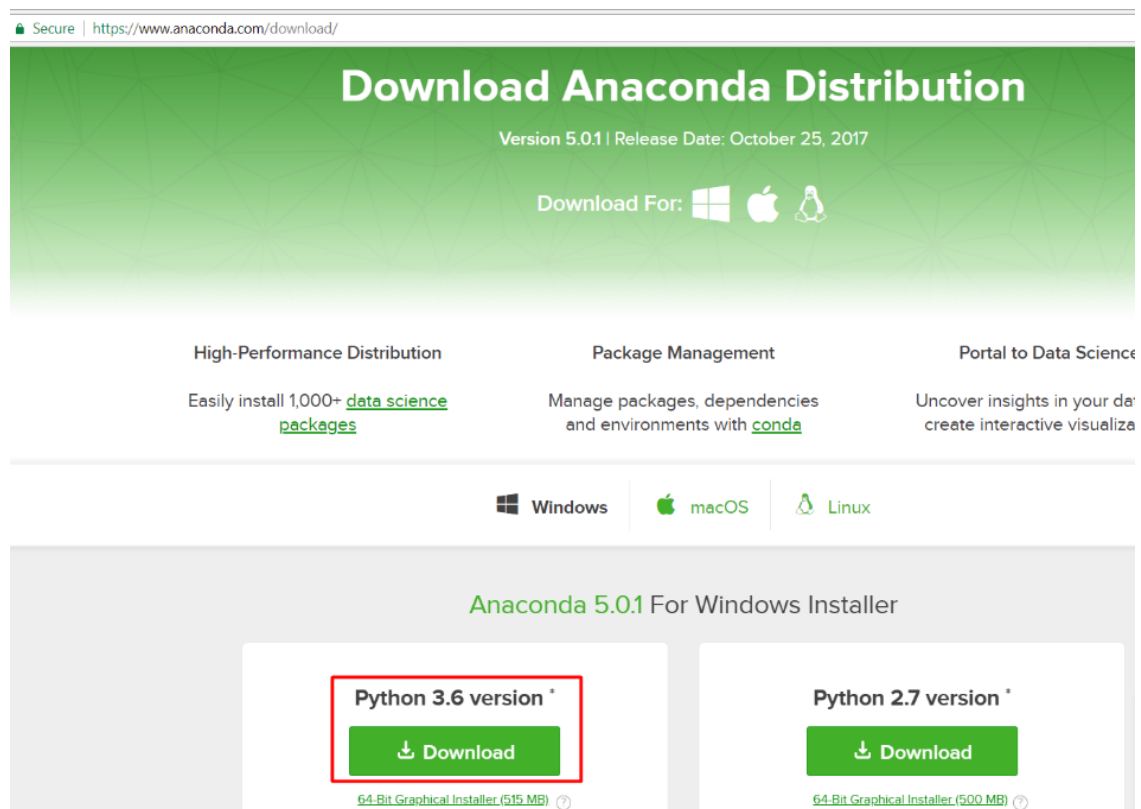 Secure | https://www.anaconda.com/download/
Download Anaconda Distribution
Version 5.0.1 | Release Date: October 25, 2017
Download For:
High-Performance Distribution
Easily install 1,000+ data science
packages
Package Management
Manage packages, dependencies
and environments with conda
Portal to Data Science
Uncover insights in your dat
create interactive visualiza
Windows
macOS
Linux
Anaconda 5.0.1 For Windows Installer
Python 3.6 version *
Download
64-Bit Graphical Installer (515 MB) ?
Python 2.7 version *
Download
64-Bit Graphical Installer (500 MB) ?